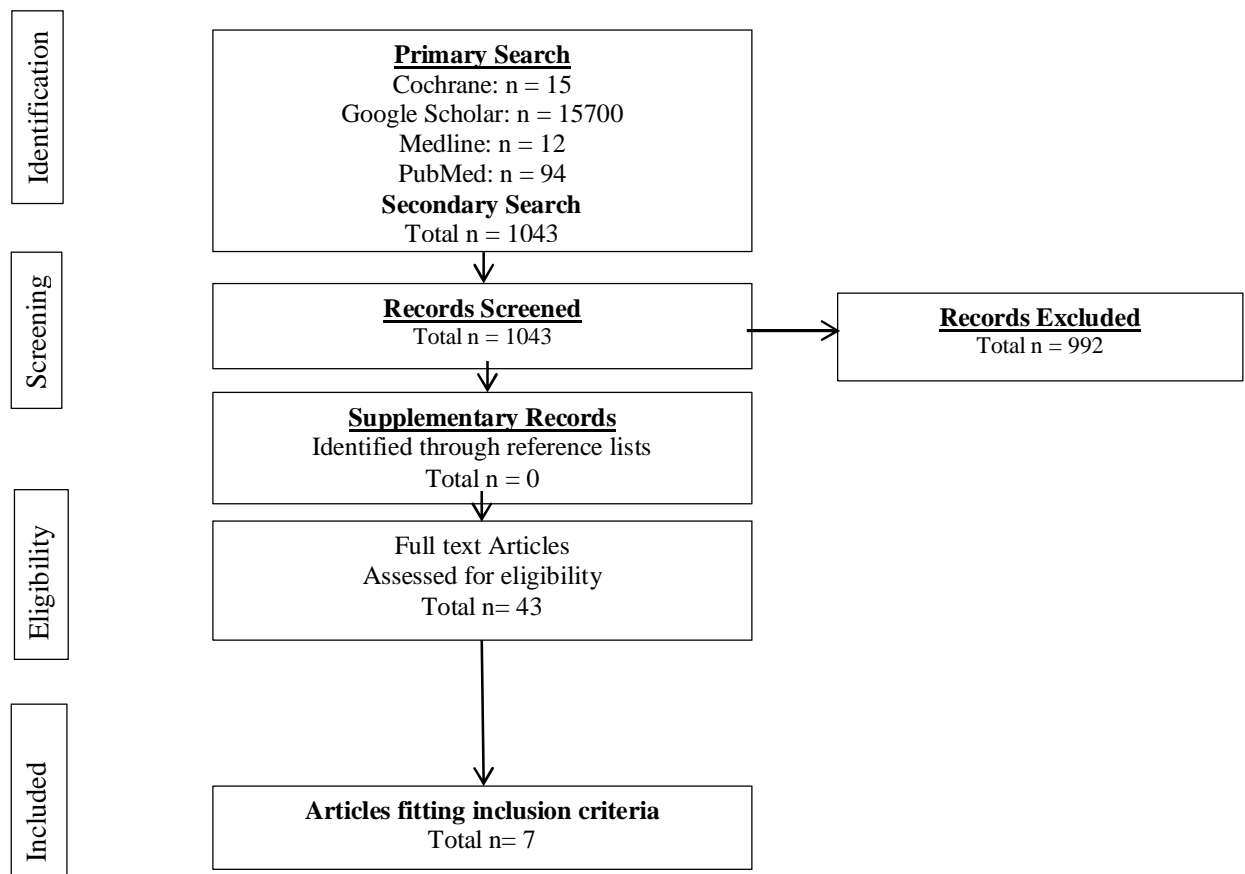 Identification
Primary Search
Cochrane: n = 15
Google Scholar: n = 15700
Medline: n = 12
PubMed: n = 94
Secondary Search
Total n = 1043
Screening
Records Screened
Total n = 1043
Records Excluded
Total n = 992
Supplementary Records
Identified through reference lists
Total n = 0
Eligibility
Full text Articles
Assessed for eligibility
Total n= 43
Included
Articles fitting inclusion criteria
Total n= 7